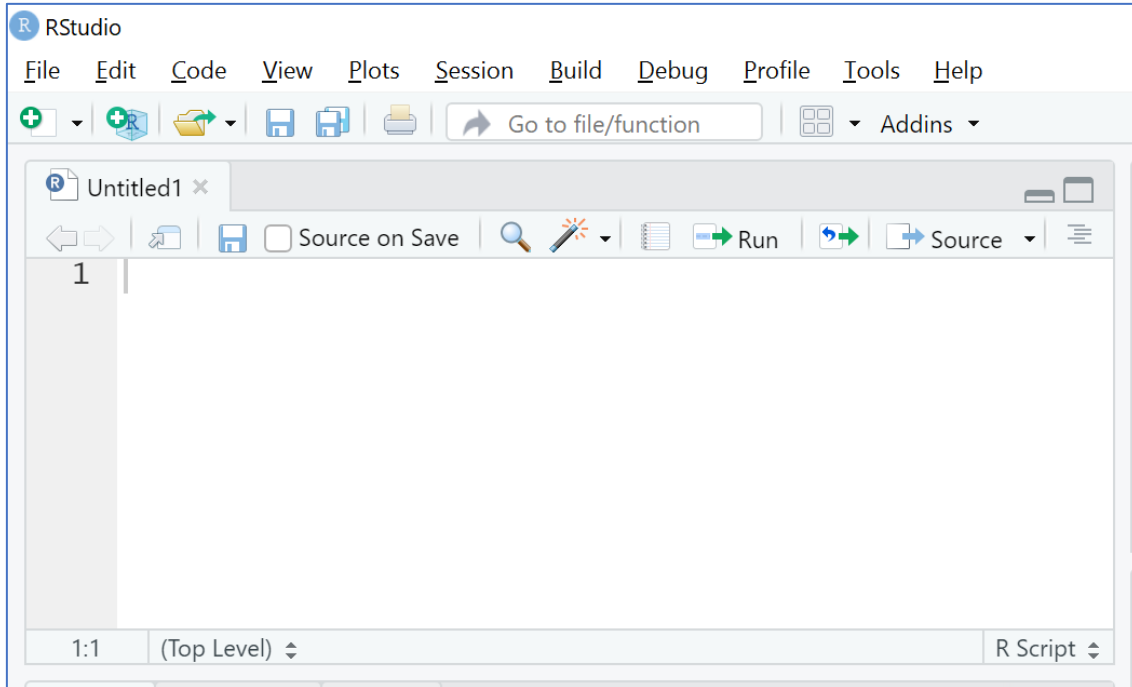 R RStudio
File Edit Code View Plots Session Build Debug Profile Tools Help
R Go to file/function Addins
R Untitled1
Source on Save Run Source
1
1:1 (Top Level) R Script